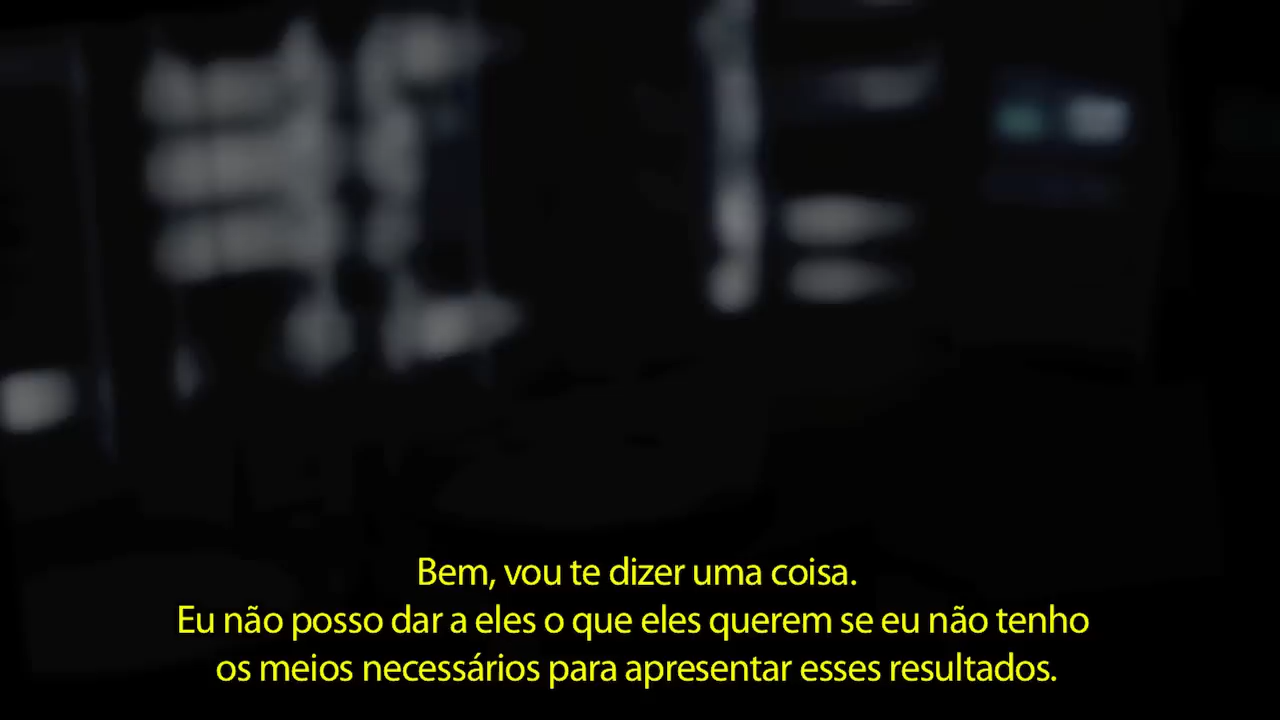 Bem, vou te dizer uma coisa.
Eu não posso dar a eles o que eles querem se eu não tenho
os meios necessários para apresentar esses resultados.